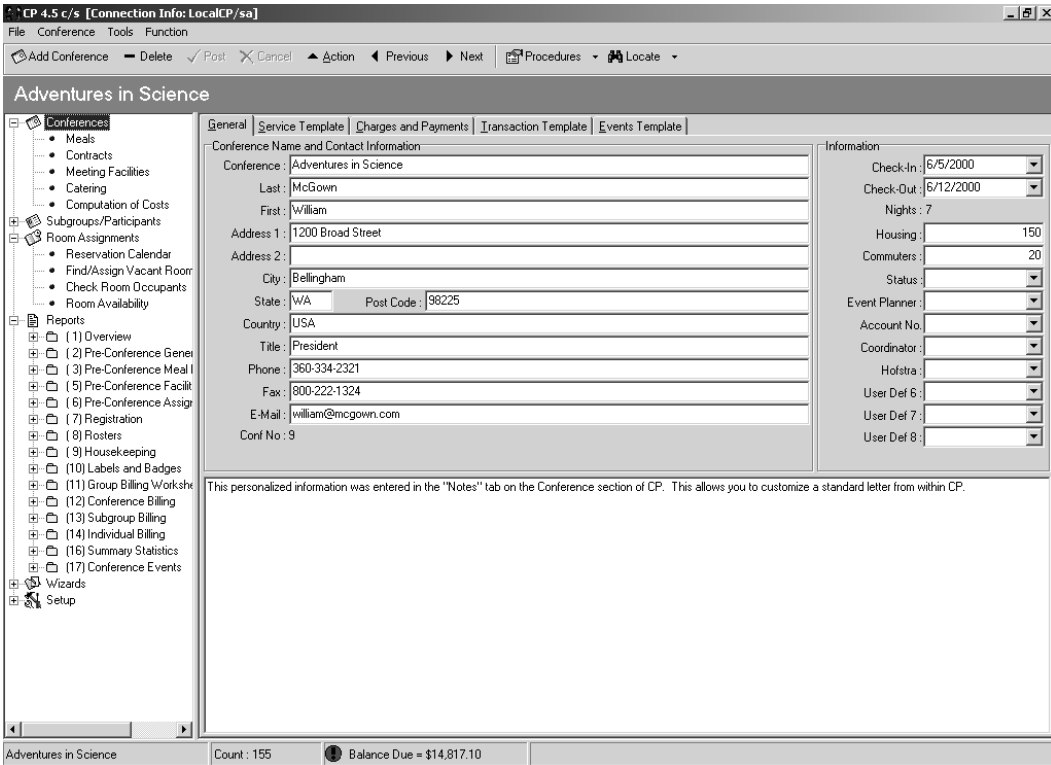 CP 4.5 c/s [Connection Info: LocalCP/sa]
File Conference Tools Function
Add Conference Delete Post Cancel Action Previous Next Procedures Locate
Adventures in Science
Conferences
Meals
Contracts
Meeting Facilities
Catering
Computation of Costs
Subgroups/Participants
Room Assignments
Reservation Calendar
Find/Assign Vacant Room
Check Room Occupants
Room Availability
Reports
( 1) Overview
( 2) Pre-Conference Gener
( 3) Pre-Conference Meal
( 5) Pre-Conference Facilit
( 6) Pre-Conference Assigr
( 7) Registration
( 8) Rosters
( 9) Housekeeping
(10) Labels and Badges
(11) Group Billing Workshe
(12) Conference Billing
(13) Subgroup Billing
(14) Individual Billing
(16) Summary Statistics
(17) Conference Events
Wizards
Setup
General Service Template Charges and Payments Transaction Template Events Template
Conference Name and Contact Information
Conference : Adventures in Science
Last : McGown
First : William
Address 1 : 1200 Broad Street
Address 2 :
City : Bellingham
State : WA Post Code : 98225
Country : USA
Title : President
Phone : 360-334-2321
Fax : 800-222-1324
E-Mail : william@mcgown.com
Conf No : 9
Information
Check-In : 6/5/2000
Check-Out : 6/12/2000
Nights : 7
Housing : 150
Commuters : 20
Status :
Event Planner :
Account No.
Coordinator :
Hofstra :
User Def 6 :
User Def 7 :
User Def 8 :
This personalized information was entered in the "Notes" tab on the Conference section of CP. This allows you to customize a standard letter from within CP.
Adventures in Science Count : 155 Balance Due = $14,817.10